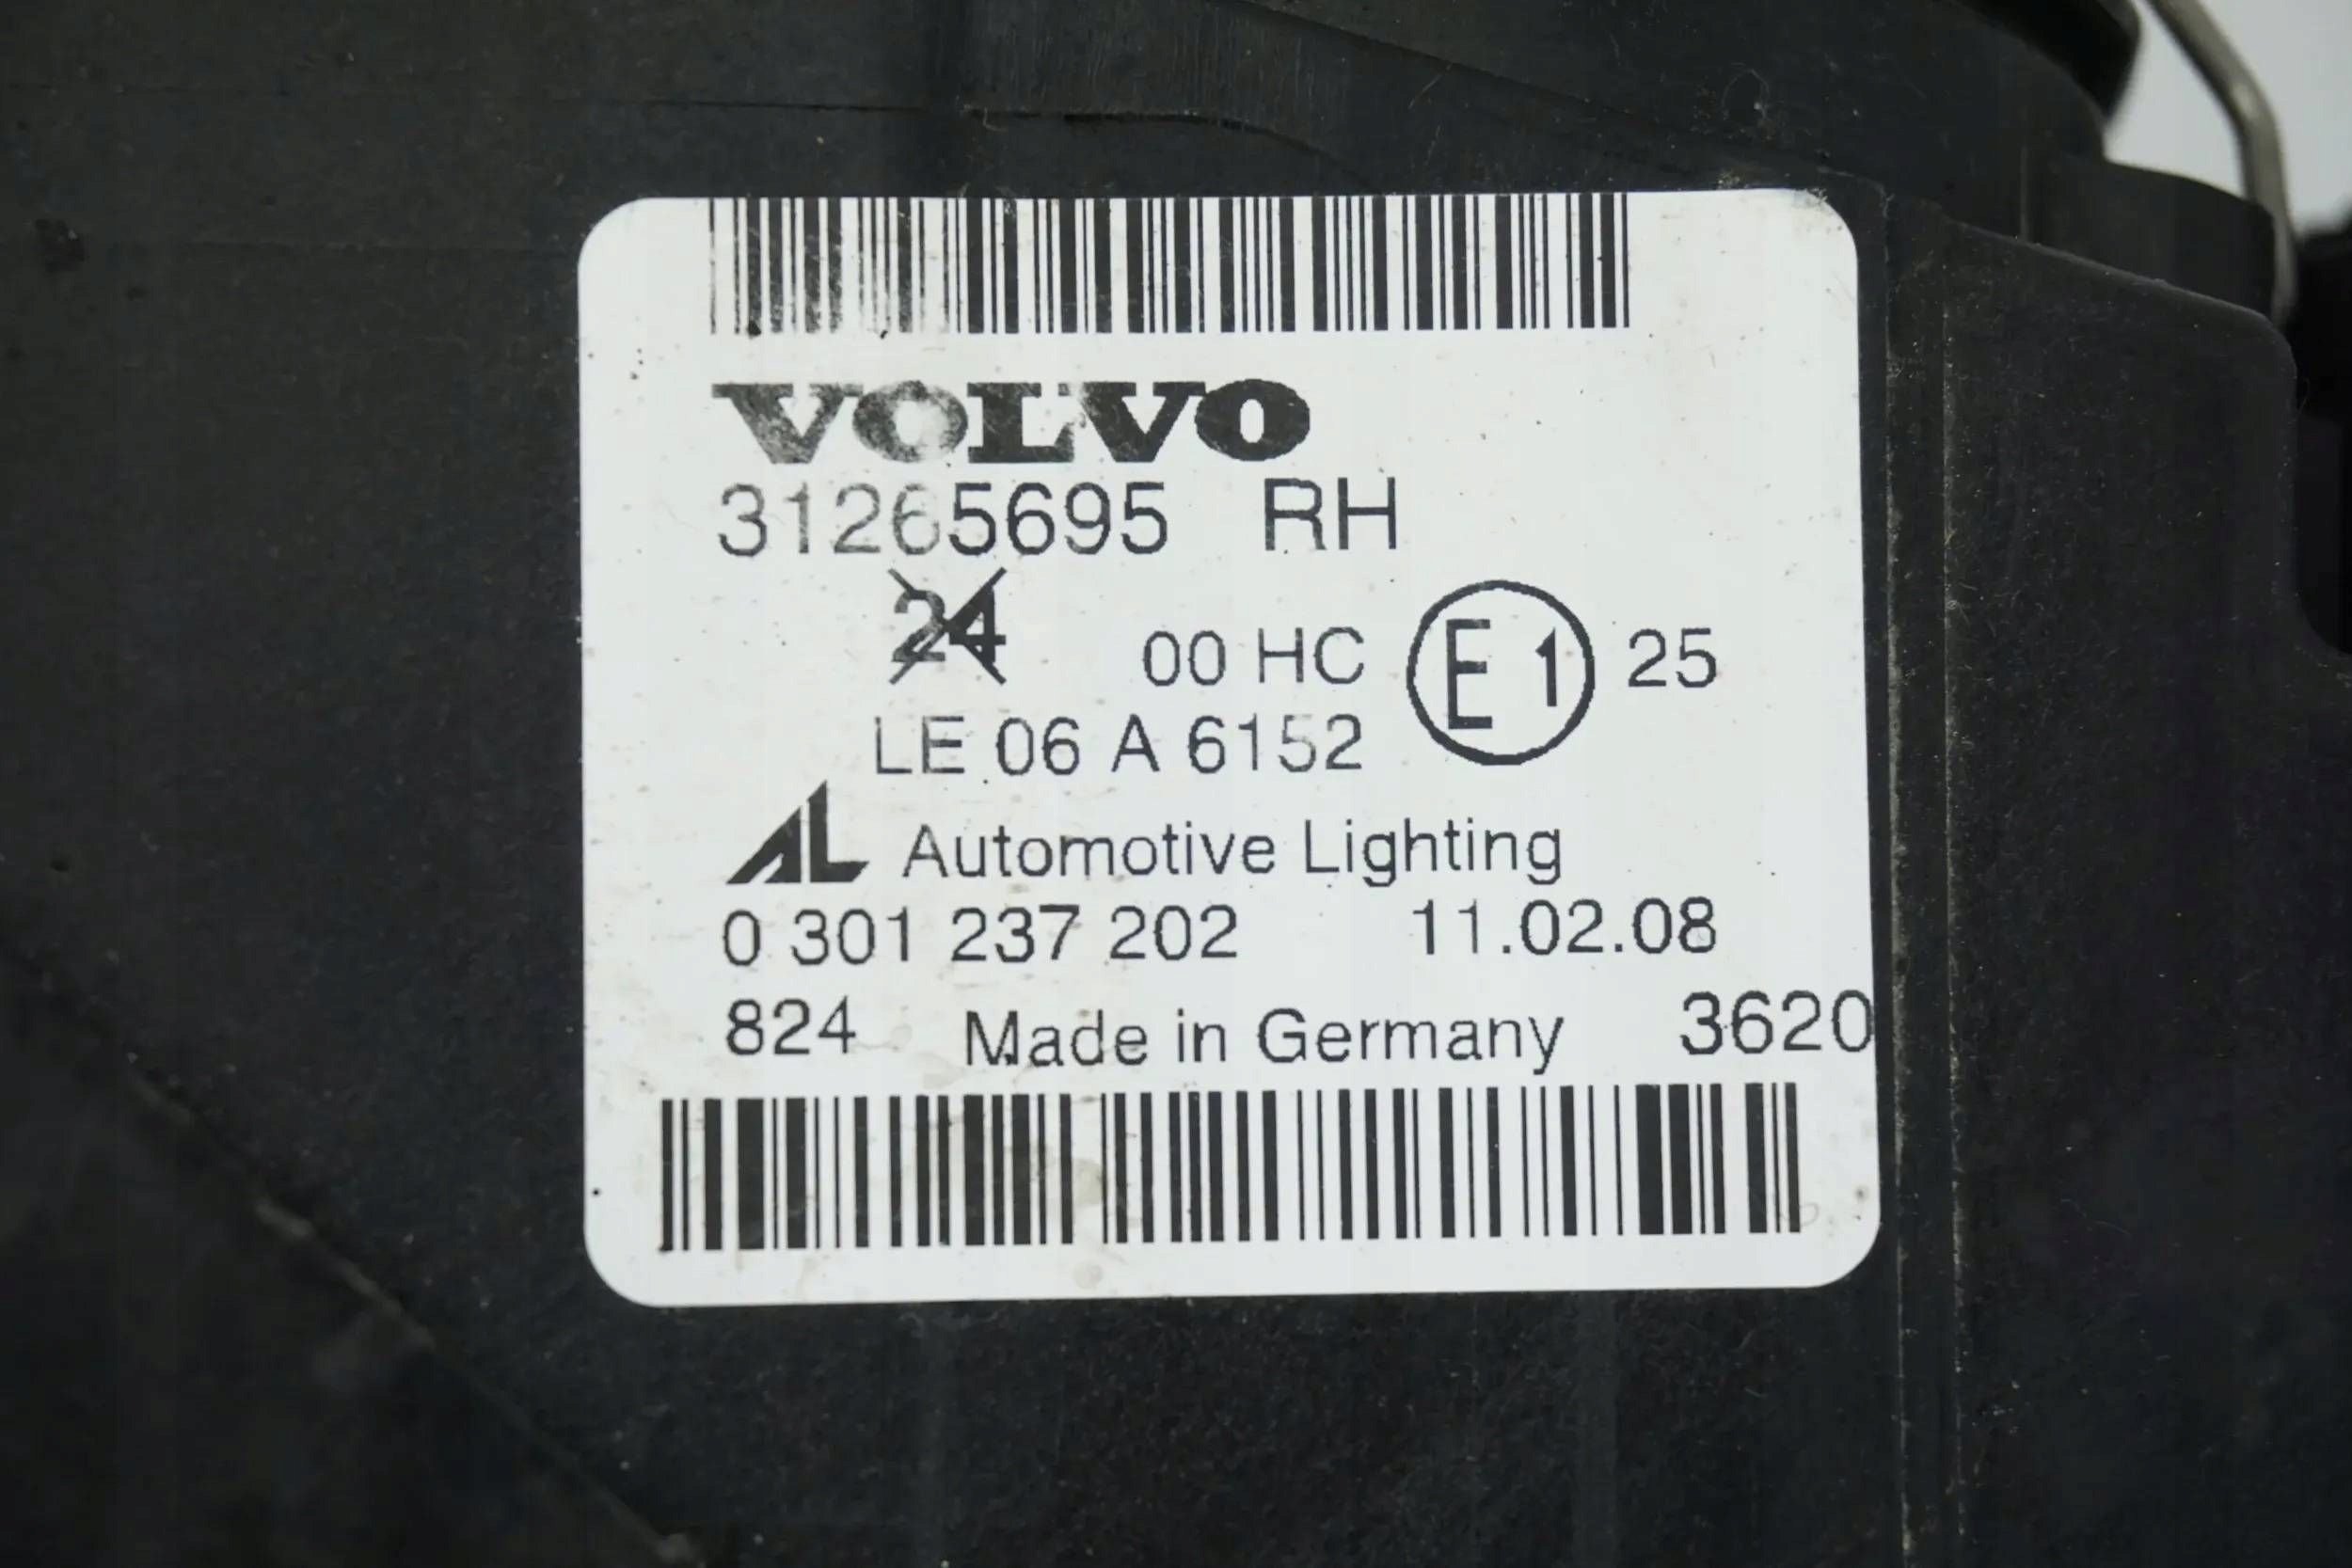 VOLVO
31265695 RH
24 00 HC E1 25
LE 06 A 6152
AL Automotive Lighting
0 301 237 202 11.02.08
824 Made in Germany 3620